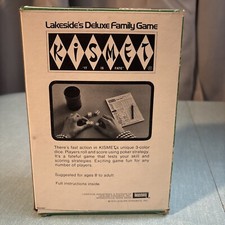 Lakeside's Deluxe Family Game
KISMET
There's fast action in KISMET's unique 3-color
dice. Players roll and score using poker strategy.
It's a fateful game that tests your skill and
scoring strategies. Exciting game fun for any
number of players.
Suggested for ages 8 to adult
Full instructions inside